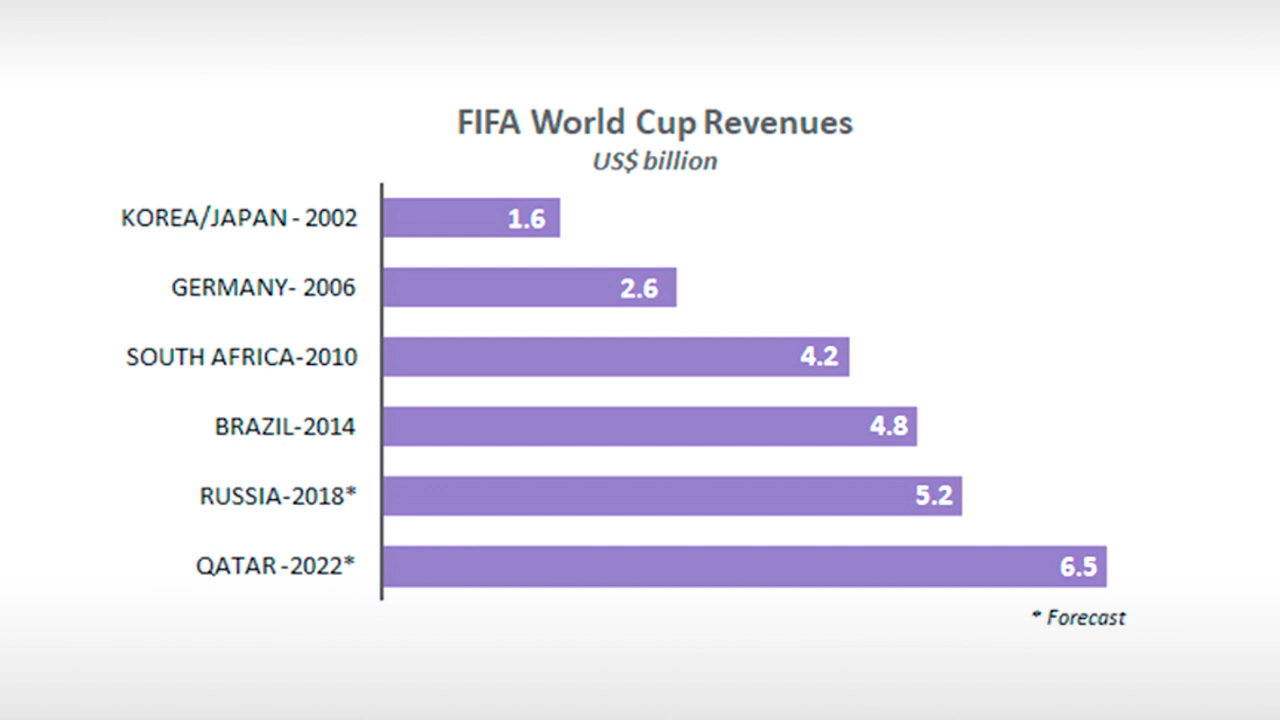 FIFA World Cup Revenues
US$ billion
KOREA/JAPAN - 2002 1.6
GERMANY- 2006 2.6
SOUTH AFRICA-2010 4.2
BRAZIL-2014 4.8
RUSSIA-2018* 5.2
QATAR -2022* 6.5
* Forecast